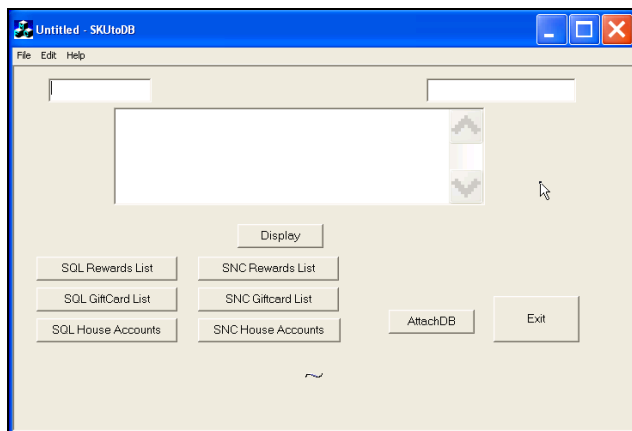 Untitled - SKUtoDB
File Edit Help
Display
SQL Rewards List SNC Rewards List
SQL GiftCard List SNC Giftcard List
SQL House Accounts SNC House Accounts
AttachDB Exit
~